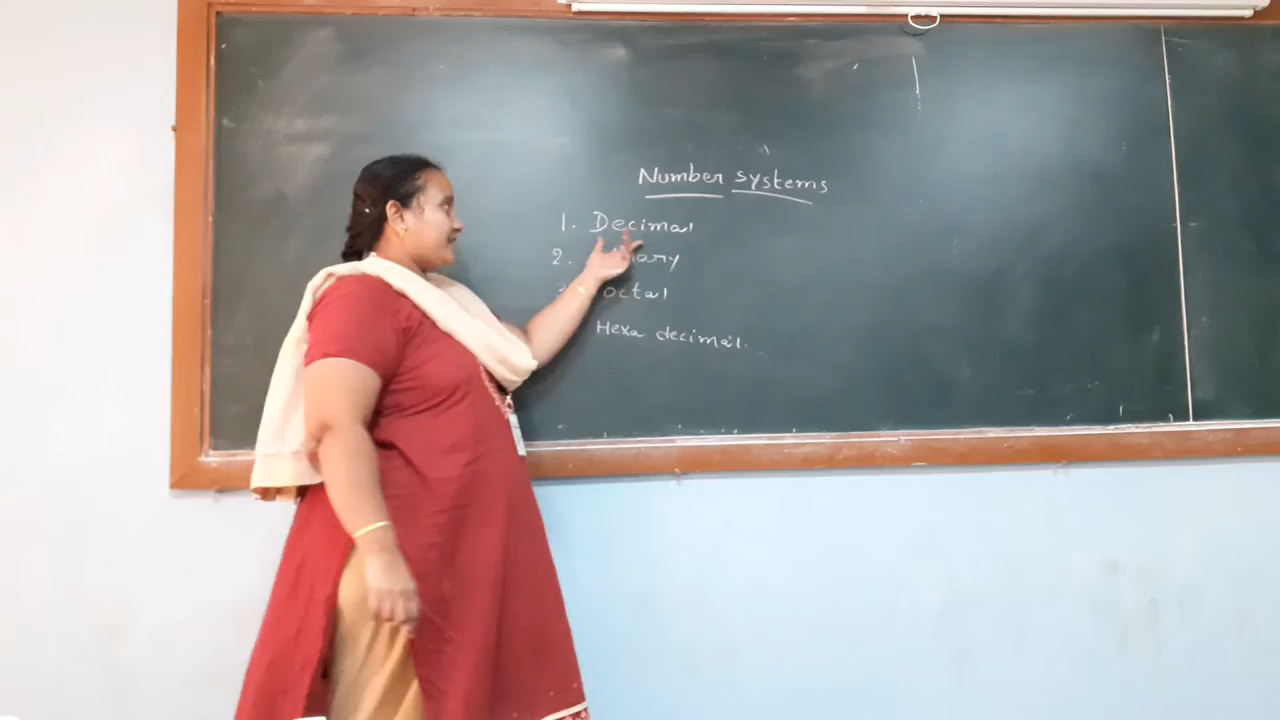 Number systems
1. Decimal
2.
octal
Hexa decimal.